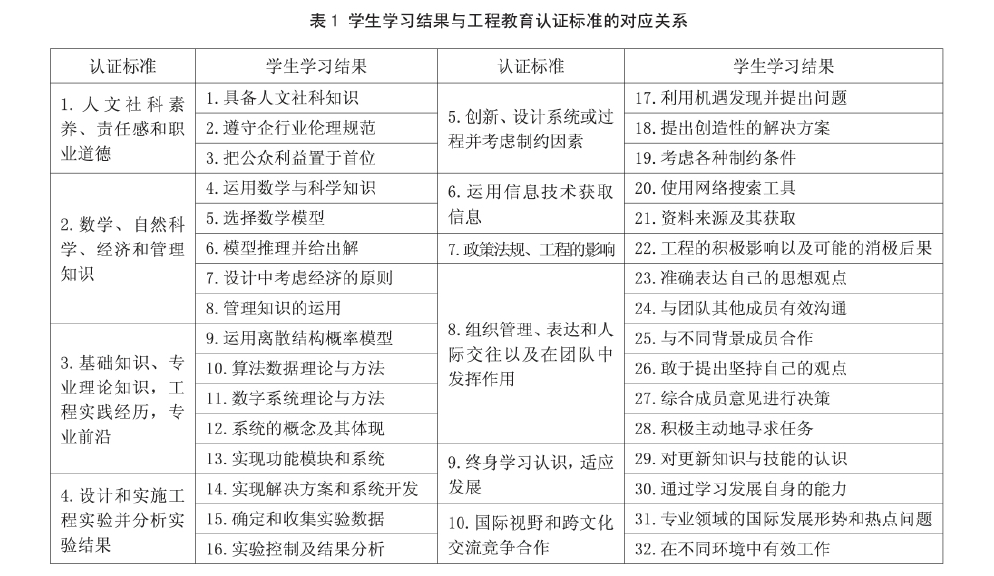 表 1 学生学习结果与工程教育认证标准的对应关系
认证标准
学生学习结果
认证标准
学生学习结果
1. 人文社科素
养、责任感和职
业道德
1.具备人文社科知识
2.遵守企行业伦理规范
3.把公众利益置于首位
5.创新、设计系统或过
程并考虑制约因素
17.利用机遇发现并提出问题
18.提出创造性的解决方案
19.考虑各种制约条件
2.数学、自然科
学、经济和管理
知识
4.运用数学与科学知识
5.选择数学模型
6.模型推理并给出解
7.设计中考虑经济的原则
8.管理知识的运用
6.运用信息技术获取
信息
20.使用网络搜索工具
21.资料来源及其获取
7.政策法规、工程的影响
22.工程的积极影响以及可能的消极后果
3.基础知识、专
业理论知识，工
程实践经历，专
业前沿
9.运用离散结构概率模型
10.算法数据理论与方法
11.数字系统理论与方法
12.系统的概念及其体现
13.实现功能模块和系统
8.组织管理、表达和人
际交往以及在团队中
发挥作用
23.准确表达自己的思想观点
24.与团队其他成员有效沟通
25.与不同背景成员合作
26.敢于提出坚持自己的观点
27.综合成员意见进行决策
28.积极主动地寻求任务
4.设计和实施工
程实验并分析实
验结果
14.实现解决方案和系统开发
15.确定和收集实验数据
16.实验控制及结果分析
9.终身学习认识，适应
发展
29.对更新知识与技能的认识
30.通过学习发展自身的能力
10.国际视野和跨文化
交流竞争合作
31.专业领域的国际发展形势和热点问题
32.在不同环境中有效工作